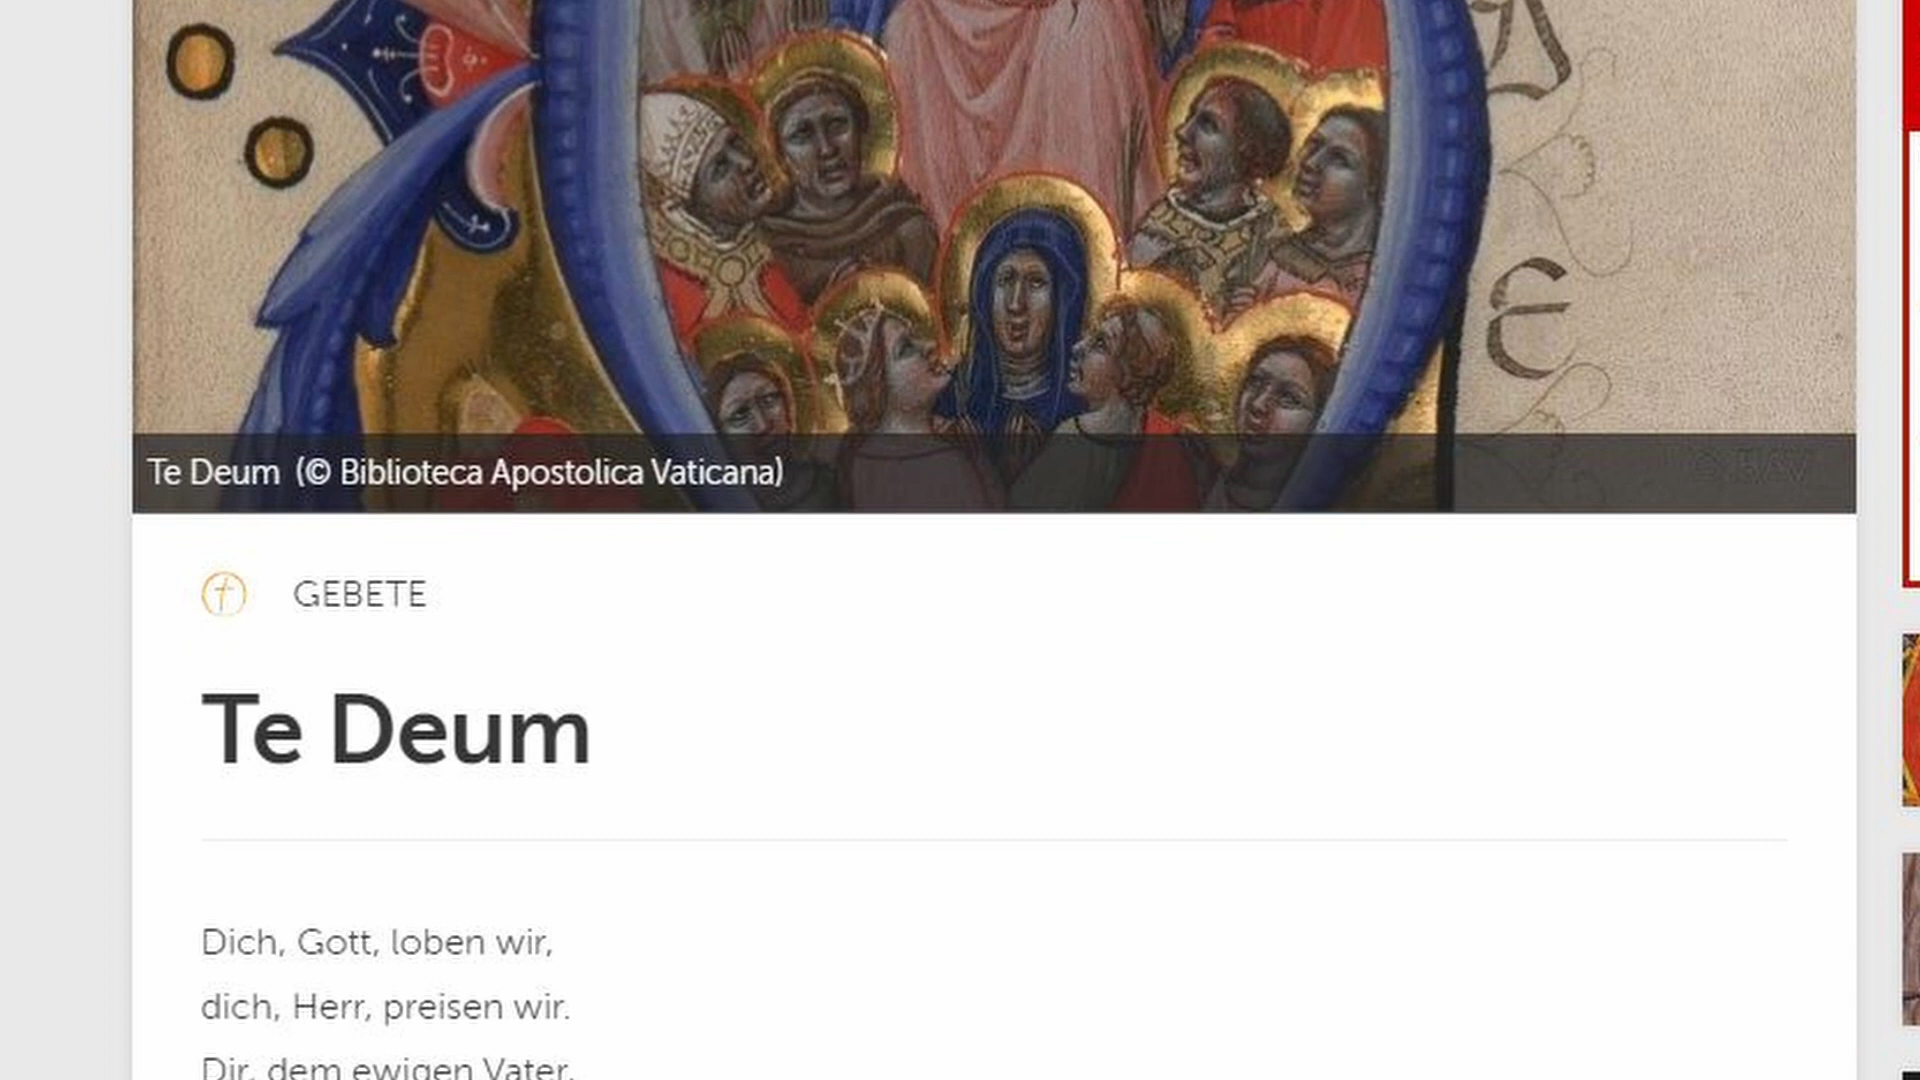 Te Deum (© Biblioteca Apostolica Vaticana)
GEBETE
Te Deum
Dich, Gott, loben wir,
dich, Herr, preisen wir.
Dir, dem ewigen Vater,